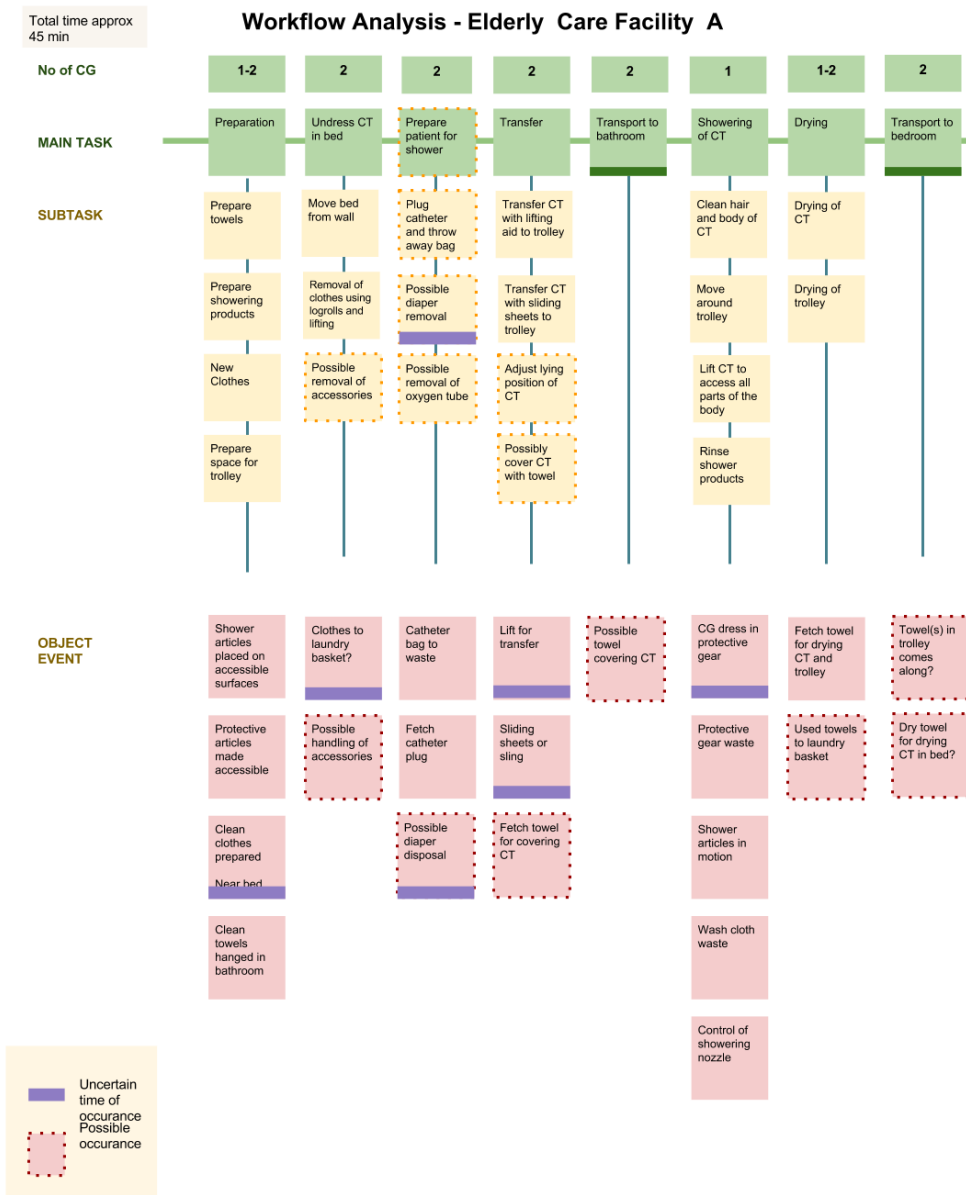 Total time approx
45 min
Workflow Analysis - Elderly Care Facility A
No of CG
1-2
2
2
2
2
1
1-2
2
MAIN TASK
Preparation
Undress CT
in bed
Prepare
patient for
shower
Transfer
Transport to
bathroom
Showering
of CT
Drying
Transport to
bedroom
SUBTASK
Prepare
towels
Prepare
showering
products
New
Clothes
Prepare
space for
trolley
Move bed
from wall
Removal of
clothes using
logrolls and
lifting
Possible
removal of
accessories
Plug
catheter
and throw
away bag
Possible
diaper
removal
Possible
removal of
oxygen tube
Transfer CT
with lifting
aid to trolley
Transfer CT
with sliding
sheets to
trolley
Adjust lying
position of
CT
Possibly
cover CT
with towel
Clean hair
and body of
CT
Move
around
trolley
Lift CT to
access all
parts of the
body
Rinse
shower
products
Drying of
CT
Drying of
trolley
OBJECT
EVENT
Shower
articles
placed on
accessible
surfaces
Protective
articles
made
accessible
Clean
clothes
prepared
Near bed
Clean
towels
hanged in
bathroom
Clothes to
laundry
basket?
Possible
handling of
accessories
Catheter
bag to
waste
Fetch
catheter
plug
Possible
diaper
disposal
Lift for
transfer
Sliding
sheets or
sling
Fetch towel
for covering
CT
Possible
towel
covering CT
CG dress in
protective
gear
Protective
gear waste
Shower
articles in
motion
Wash cloth
waste
Control of
showering
nozzle
Fetch towel
for drying
CT and
trolley
Used towels
to laundry
basket
Towel(s) in
trolley
comes
along?
Dry towel
for drying
CT in bed?
Uncertain
time of
occurance
Possible
occurance